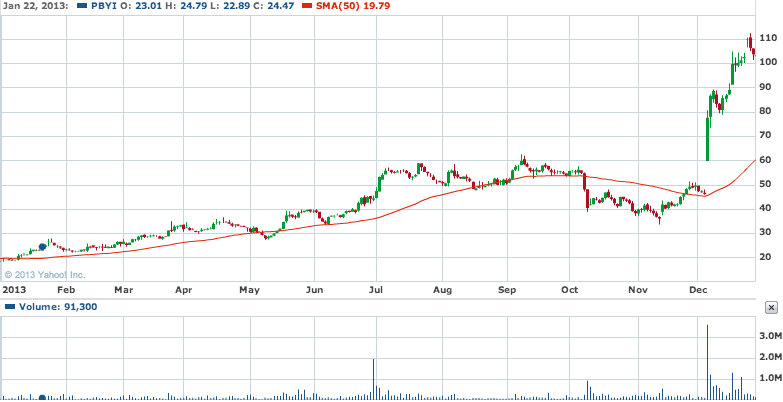 Jan 22, 2013: PBYI O: 23.01 H: 24.79 L: 22.89 C: 24.47 SMA(50) 19.79
110
100
90
80
70
60
50
40
30
20
© 2013 Yahoo! Inc.
2013 Feb Mar Apr May Jun Jul Aug Sep Oct Nov Dec
Volume: 91,300
3.0M
2.0M
1.0M